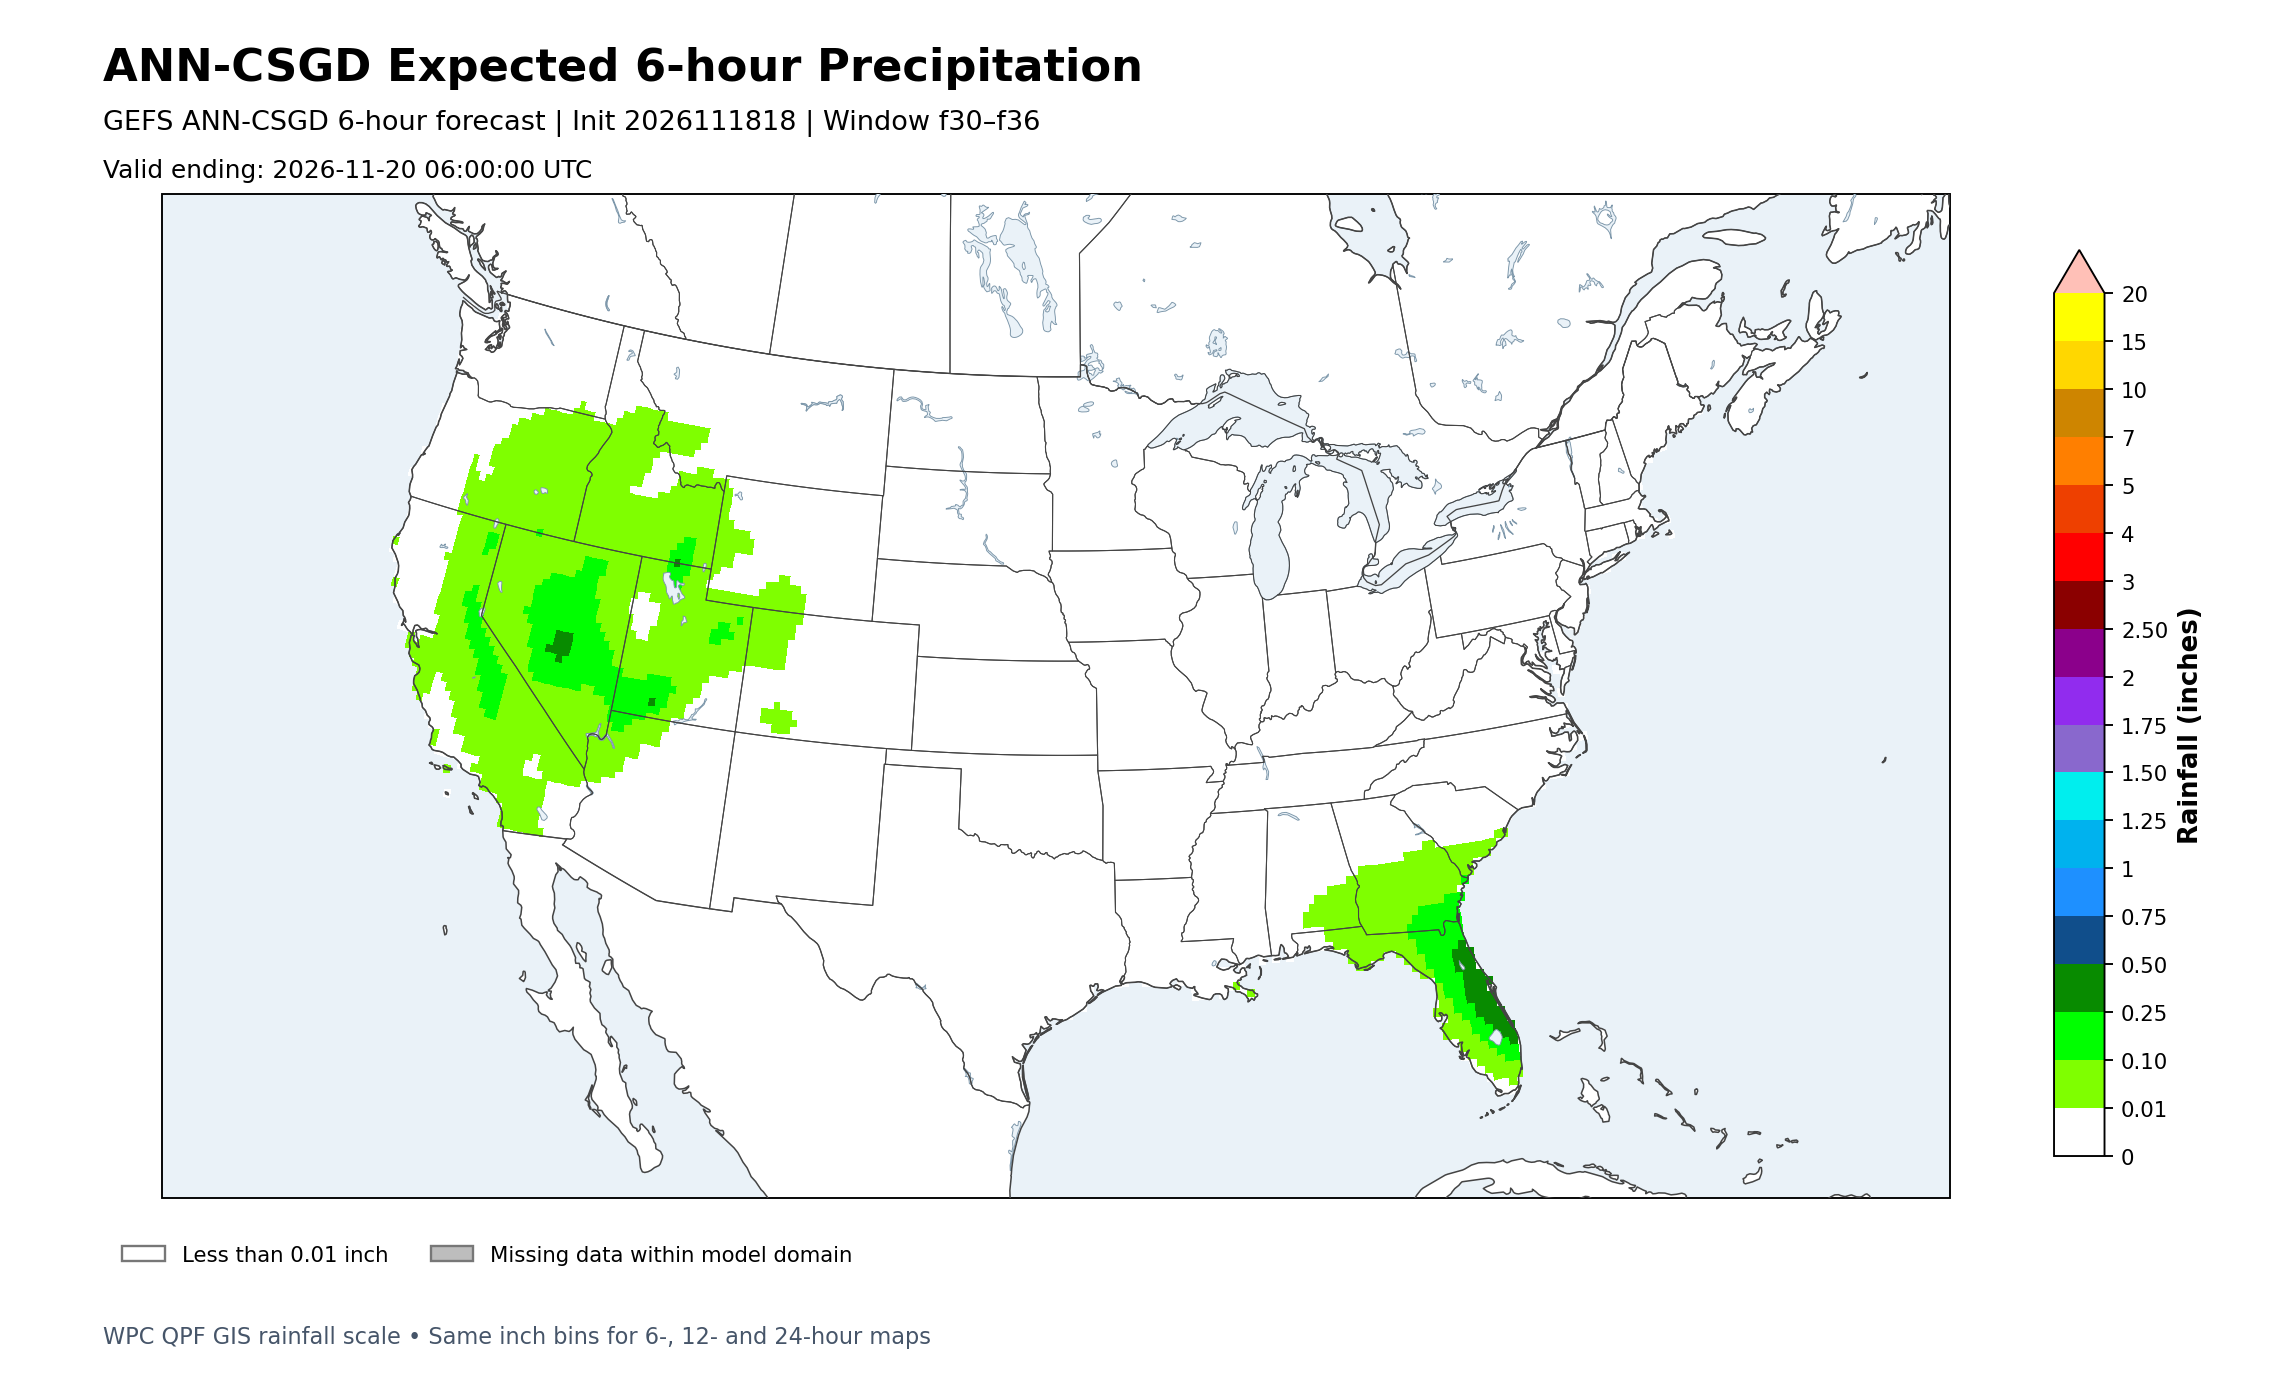 ANN-CSGD Expected 6-hour Precipitation
GEFS ANN-CSGD 6-hour forecast | Init 2026111818 | Window f30–f36
Valid ending: 2026-11-20 06:00:00 UTC
20
15
10
7
5
4
3
2.50
2
1.75
1.50
1.25
1
0.75
0.50
0.25
0.10
0.01
0
Rainfall (inches)
Less than 0.01 inch
Missing data within model domain
WPC QPF GIS rainfall scale • Same inch bins for 6-, 12- and 24-hour maps